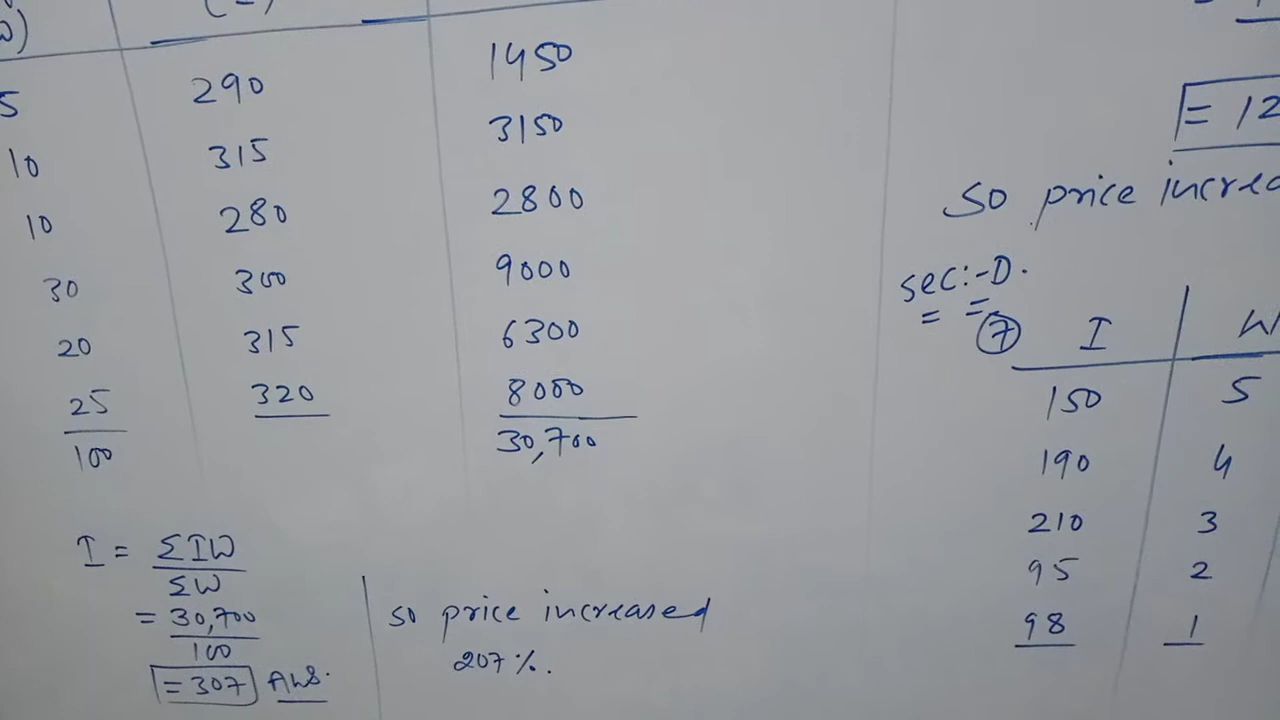 5 290 1450
10 315 3150
10 280 2800
30 300 9000
20 315 6300
25 320 8000
100 30,700
I = ΣIW
ΣW
= 30,700
100
= 307 Ans.
so price increased
207 %.
= 12
So price increa
sec:-D.
7 I W
150 5
190 4
210 3
95 2
98 1